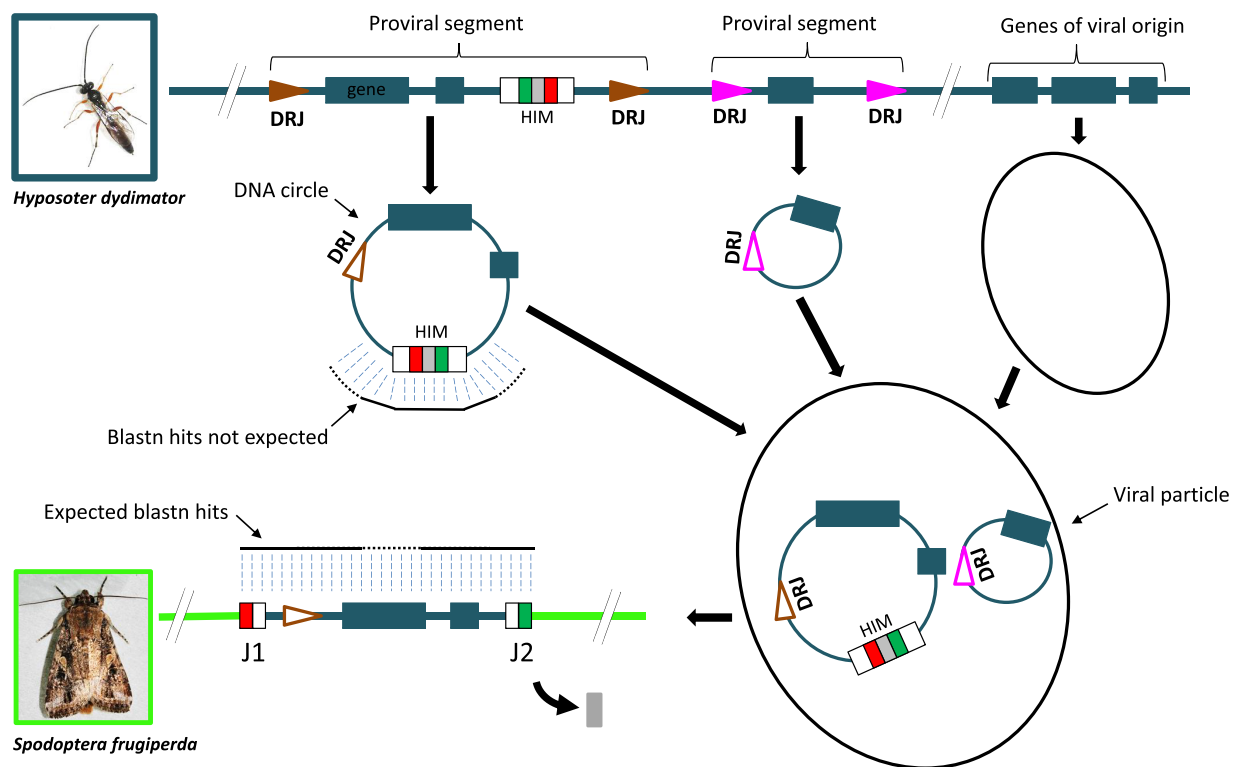 Proviral segment
Proviral segment
Genes of viral origin
gene
HIM
DRJ
DRJ
DRJ
DRJ
Hyposoter dydimator
DNA circle
DRJ
HIM
DRJ
Blastn hits not expected
Expected blastn hits
Viral particle
DRJ
DRJ
HIM
J1
J2
Spodoptera frugiperda